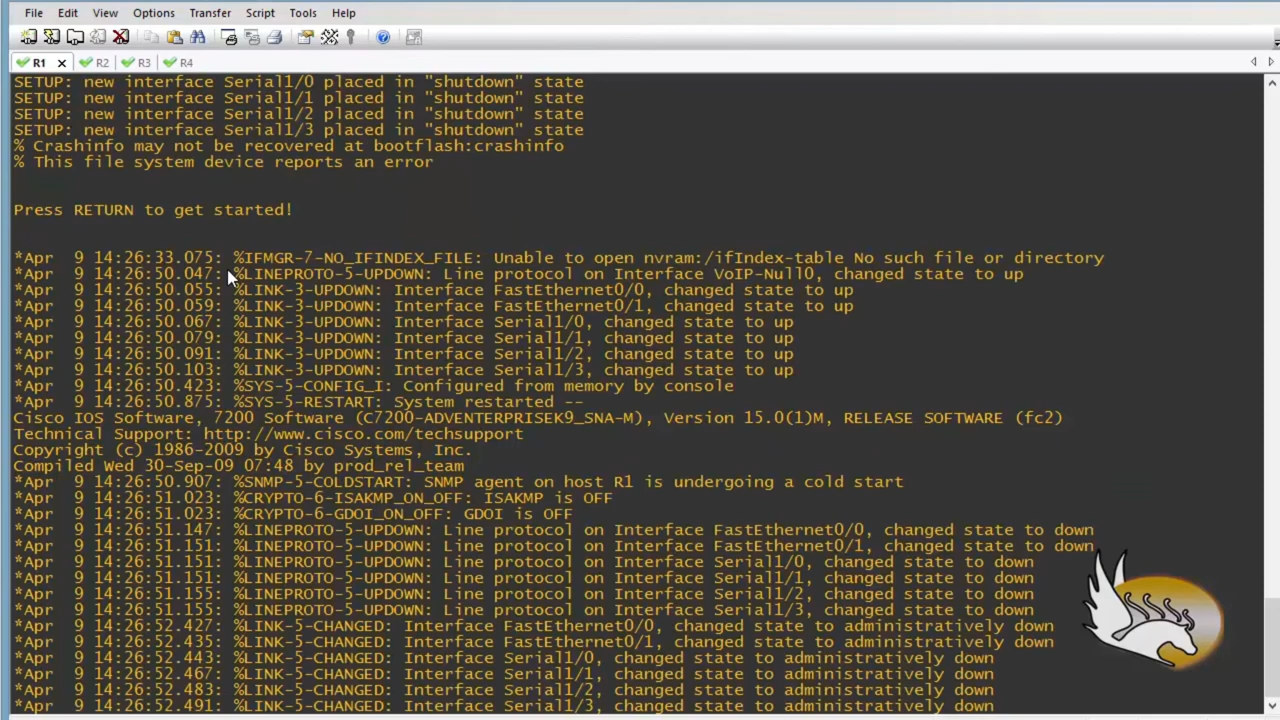 File Edit View Options Transfer Script Tools Help
R1 R2 R3 R4
SETUP: new interface Serial1/0 placed in "shutdown" state
SETUP: new interface Serial1/1 placed in "shutdown" state
SETUP: new interface Serial1/2 placed in "shutdown" state
SETUP: new interface Serial1/3 placed in "shutdown" state
% Crashinfo may not be recovered at bootflash:crashinfo
% This file system device reports an error
Press RETURN to get started!
*Apr  9 14:26:33.075: %IFMGR-7-NO_IFINDEX_FILE: Unable to open nvram:/ifIndex-table No such file or directory
*Apr  9 14:26:50.047: %LINEPROTO-5-UPDOWN: Line protocol on Interface VoIP-Null0, changed state to up
*Apr  9 14:26:50.055: %LINK-3-UPDOWN: Interface FastEthernet0/0, changed state to up
*Apr  9 14:26:50.059: %LINK-3-UPDOWN: Interface FastEthernet0/1, changed state to up
*Apr  9 14:26:50.067: %LINK-3-UPDOWN: Interface Serial1/0, changed state to up
*Apr  9 14:26:50.079: %LINK-3-UPDOWN: Interface Serial1/1, changed state to up
*Apr  9 14:26:50.091: %LINK-3-UPDOWN: Interface Serial1/2, changed state to up
*Apr  9 14:26:50.103: %LINK-3-UPDOWN: Interface Serial1/3, changed state to up
*Apr  9 14:26:50.423: %SYS-5-CONFIG_I: Configured from memory by console
*Apr  9 14:26:50.875: %SYS-5-RESTART: System restarted --
Cisco IOS Software, 7200 Software (C7200-ADVENTERPRISEK9_SNA-M), Version 15.0(1)M, RELEASE SOFTWARE (fc2)
Technical Support: http://www.cisco.com/techsupport
Copyright (c) 1986-2009 by Cisco Systems, Inc.
Compiled Wed 30-Sep-09 07:48 by prod_rel_team
*Apr  9 14:26:50.907: %SNMP-5-COLDSTART: SNMP agent on host R1 is undergoing a cold start
*Apr  9 14:26:51.023: %CRYPTO-6-ISAKMP_ON_OFF: ISAKMP is OFF
*Apr  9 14:26:51.023: %CRYPTO-6-GDOI_ON_OFF: GDOI is OFF
*Apr  9 14:26:51.147: %LINEPROTO-5-UPDOWN: Line protocol on Interface FastEthernet0/0, changed state to down
*Apr  9 14:26:51.151: %LINEPROTO-5-UPDOWN: Line protocol on Interface FastEthernet0/1, changed state to down
*Apr  9 14:26:51.151: %LINEPROTO-5-UPDOWN: Line protocol on Interface Serial1/0, changed state to down
*Apr  9 14:26:51.151: %LINEPROTO-5-UPDOWN: Line protocol on Interface Serial1/1, changed state to down
*Apr  9 14:26:51.155: %LINEPROTO-5-UPDOWN: Line protocol on Interface Serial1/2, changed state to down
*Apr  9 14:26:51.155: %LINEPROTO-5-UPDOWN: Line protocol on Interface Serial1/3, changed state to down
*Apr  9 14:26:52.427: %LINK-5-CHANGED: Interface FastEthernet0/0, changed state to administratively down
*Apr  9 14:26:52.435: %LINK-5-CHANGED: Interface FastEthernet0/1, changed state to administratively down
*Apr  9 14:26:52.443: %LINK-5-CHANGED: Interface Serial1/0, changed state to administratively down
*Apr  9 14:26:52.467: %LINK-5-CHANGED: Interface Serial1/1, changed state to administratively down
*Apr  9 14:26:52.483: %LINK-5-CHANGED: Interface Serial1/2, changed state to administratively down
*Apr  9 14:26:52.491: %LINK-5-CHANGED: Interface Serial1/3, changed state to administratively down